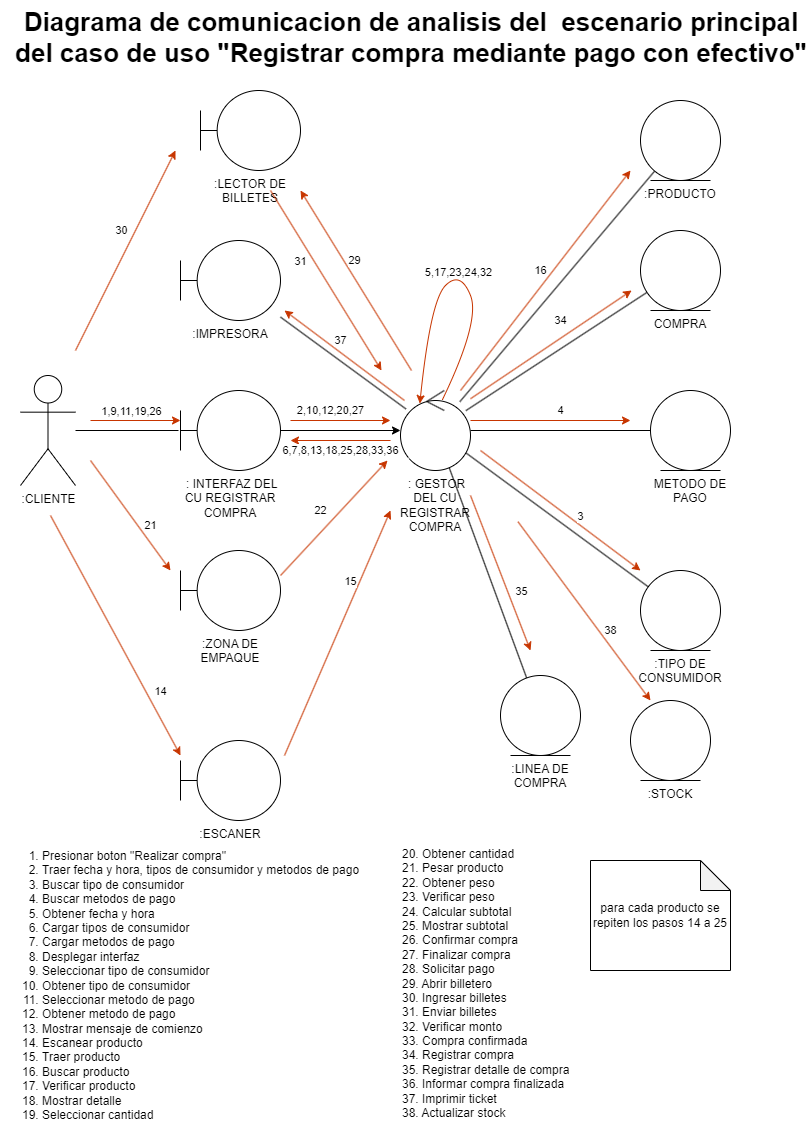 Diagrama de comunicacion de analisis del escenario principal
del caso de uso "Registrar compra mediante pago con efectivo"
:LECTOR DE
BILLETES
:PRODUCTO
30
31
29
5,17,23,24,32
16
:IMPRESORA
COMPRA
37
34
1,9,11,19,26
2,10,12,20,27
4
6,7,8,13,18,25,28,33,36
:CLIENTE
: INTERFAZ DEL
CU REGISTRAR
COMPRA
: GESTOR
DEL CU
REGISTRAR
COMPRA
METODO DE
PAGO
21
22
3
15
35
38
:ZONA DE
EMPAQUE
:TIPO DE
CONSUMIDOR
14
:LINEA DE
COMPRA
:STOCK
:ESCANER
1. Presionar boton "Realizar compra"
2. Traer fecha y hora, tipos de consumidor y metodos de pago
3. Buscar tipo de consumidor
4. Buscar metodos de pago
5. Obtener fecha y hora
6. Cargar tipos de consumidor
7. Cargar metodos de pago
8. Desplegar interfaz
9. Seleccionar tipo de consumidor
10. Obtener tipo de consumidor
11. Seleccionar metodo de pago
12. Obtener metodo de pago
13. Mostrar mensaje de comienzo
14. Escanear producto
15. Traer producto
16. Buscar producto
17. Verificar producto
18. Mostrar detalle
19. Seleccionar cantidad
20. Obtener cantidad
21. Pesar producto
22. Obtener peso
23. Verificar peso
24. Calcular subtotal
25. Mostrar subtotal
26. Confirmar compra
27. Finalizar compra
28. Solicitar pago
29. Abrir billetero
30. Ingresar billetes
31. Enviar billetes
32. Verificar monto
33. Compra confirmada
34. Registrar compra
35. Registrar detalle de compra
36. Informar compra finalizada
37. Imprimir ticket
38. Actualizar stock
para cada producto se
repiten los pasos 14 a 25